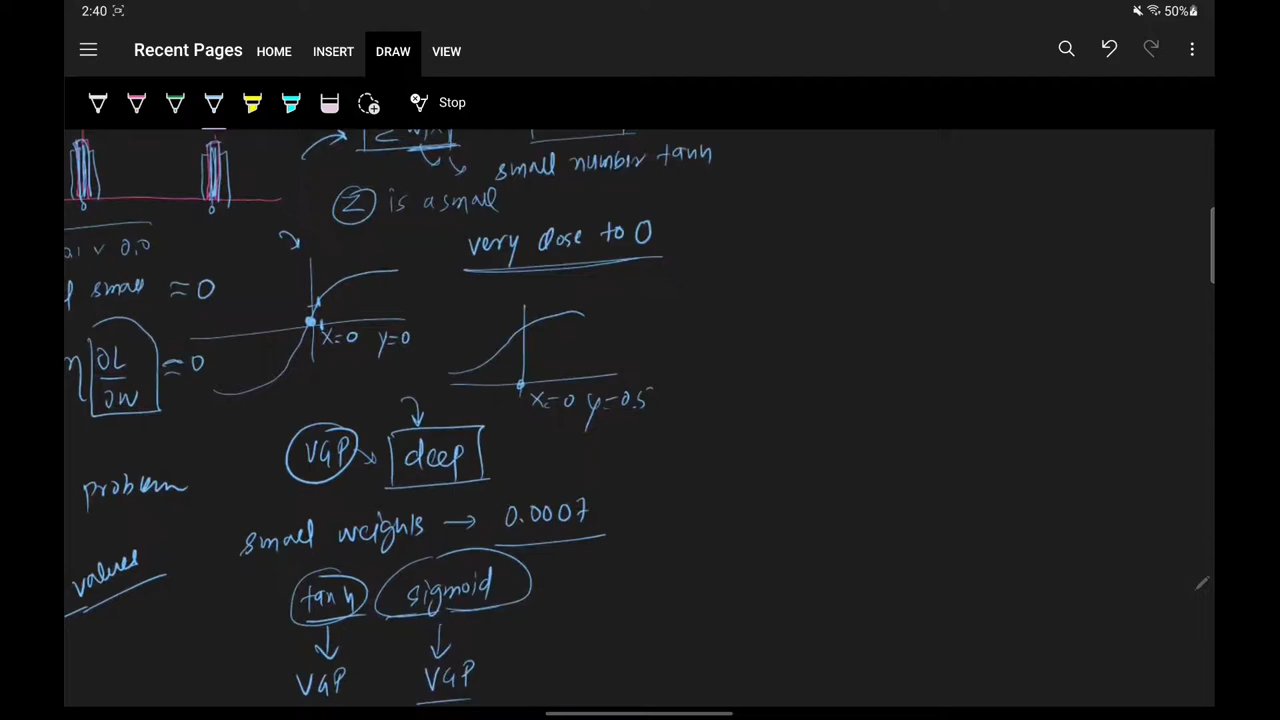 2:40
50%
Recent Pages HOME INSERT DRAW VIEW
Stop
small number tanh
Z is a small
very close to 0
0.0
small ≈ 0
x=0 y=0
η ∂L/∂W ≈ 0
x=0 y=0.5
VGP deep
problem
small weights → 0.0007
values
tanh sigmoid
VGP VGP